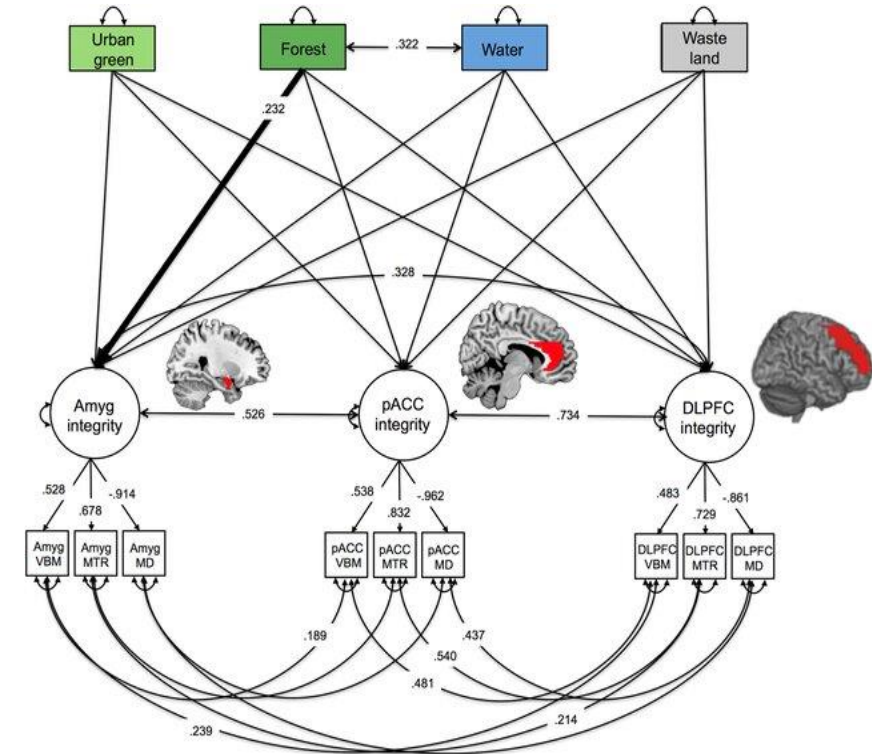 Urban
green
Forest
.322
Water
Waste
land
.232
.328
Amyg
integrity
.526
pACC
integrity
.734
DLPFC
integrity
.528
.678
-.914
.538
.832
-.962
.483
.729
-.861
Amyg
VBM
Amyg
MTR
Amyg
MD
pACC
VBM
pACC
MTR
pACC
MD
DLPFC
VBM
DLPFC
MTR
DLPFC
MD
.189
.437
.540
.481
.239
.214